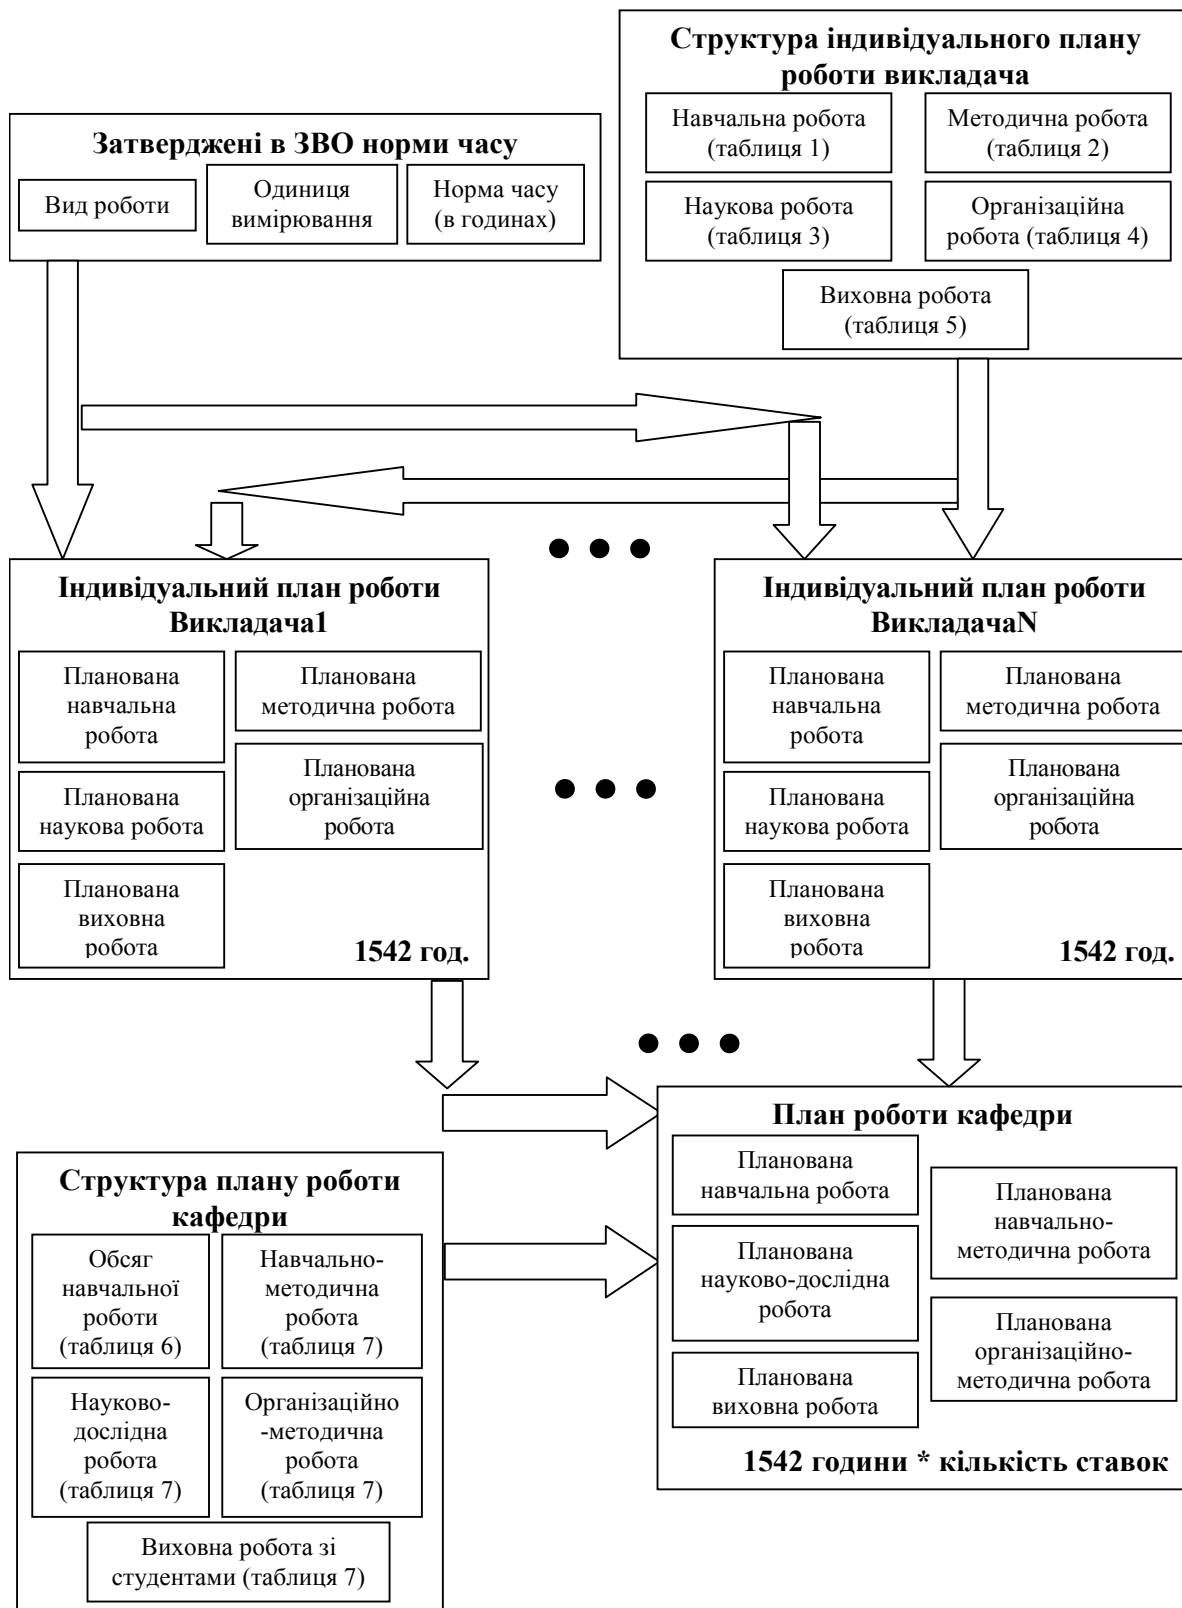 Структура індивідуального плану
роботи викладача
Навчальна робота
(таблиця 1)
Методична робота
(таблиця 2)
Наукова робота
(таблиця 3)
Організаційна
робота (таблиця 4)
Виховна робота
(таблиця 5)
Затверджені в ЗВО норми часу
Вид роботи
Одиниця
вимірювання
Норма часу
(в годинах)
Індивідуальний план роботи
Викладача1
Планована
навчальна
робота
Планована
методична робота
Планована
наукова робота
Планована
організаційна
робота
Планована
виховна
робота
1542 год.
Індивідуальний план роботи
ВикладачаN
Планована
навчальна
робота
Планована
методична робота
Планована
наукова робота
Планована
організаційна
робота
Планована
виховна
робота
1542 год.
Структура плану роботи
кафедри
Обсяг
навчальної
роботи
(таблиця 6)
Навчально-
методична
робота
(таблиця 7)
Науково-
дослідна
робота
(таблиця 7)
Організаційно
-методична
робота
(таблиця 7)
Виховна робота зі
студентами (таблиця 7)
План роботи кафедри
Планована
навчальна робота
Планована
навчально-
методична робота
Планована
науково-дослідна
робота
Планована
організаційно-
методична робота
Планована
виховна робота
1542 години * кількість ставок